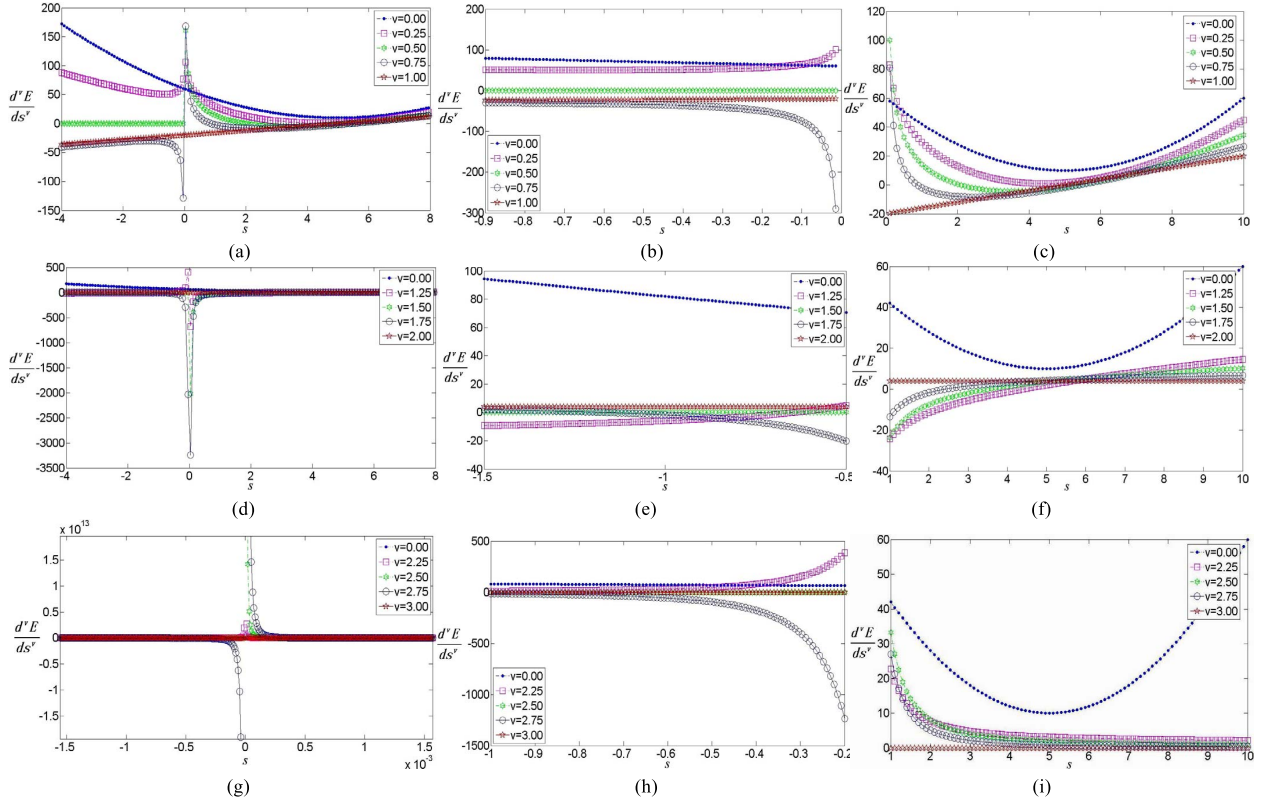 200
150
100
50
0
-50
-100
-150
-4
-2
0
2
4
6
8
s
d^v E
ds^v
v=0.00
v=0.25
v=0.50
v=0.75
v=1.00
(a)
200
100
0
-100
-200
-300
-0.9
-0.8
-0.7
-0.6
-0.5
-0.4
-0.3
-0.2
-0.1
0
s
d^v E
ds^v
v=0.00
v=0.25
v=0.50
v=0.75
v=1.00
(b)
120
100
80
60
40
20
0
-20
2
4
6
8
10
s
d^v E
ds^v
v=0.00
v=0.25
v=0.50
v=0.75
v=1.00
(c)
500
0
-500
-1000
-1500
-2000
-2500
-3000
-3500
-4
-2
0
2
4
6
8
s
d^v E
ds^v
v=0.00
v=1.25
v=1.50
v=1.75
v=2.00
(d)
100
80
60
40
20
0
-20
-40
-1.5
-1
-0.5
s
d^v E
ds^v
v=0.00
v=1.25
v=1.50
v=1.75
v=2.00
(e)
60
40
20
0
-20
-40
1
2
3
4
5
6
7
8
9
10
s
d^v E
ds^v
v=0.00
v=1.25
v=1.50
v=1.75
v=2.00
(f)
x 10^13
1.5
1
0.5
0
-0.5
-1
-1.5
-1.5
-1
-0.5
0
0.5
1
1.5
x 10^-3
s
d^v E
ds^v
v=0.00
v=2.25
v=2.50
v=2.75
v=3.00
(g)
500
0
-500
-1000
-1500
-1
-0.9
-0.8
-0.7
-0.6
-0.5
-0.4
-0.3
-0.2
s
d^v E
ds^v
v=0.00
v=2.25
v=2.50
v=2.75
v=3.00
(h)
60
50
40
30
20
10
0
1
2
3
4
5
6
7
8
9
10
s
d^v E
ds^v
v=0.00
v=2.25
v=2.50
v=2.75
v=3.00
(i)